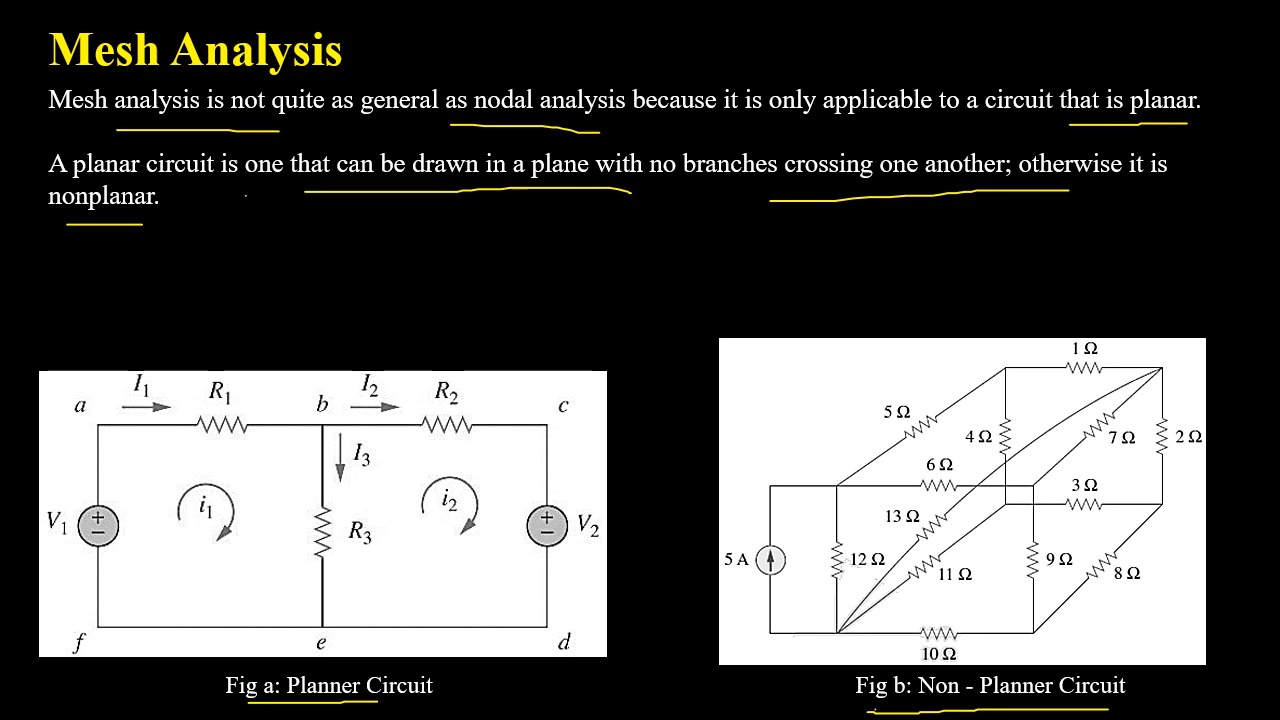 Mesh Analysis
Mesh analysis is not quite as general as nodal analysis because it is only applicable to a circuit that is planar.
A planar circuit is one that can be drawn in a plane with no branches crossing one another; otherwise it is
nonplanar.
I1
R1
I2
R2
a
b
c
I3
i1
i2
V1
+
−
R3
+
−
V2
f
e
d
Fig a: Planner Circuit
1 Ω
5 Ω
4 Ω
7 Ω
2 Ω
6 Ω
3 Ω
13 Ω
5 A
12 Ω
11 Ω
9 Ω
8 Ω
10 Ω
Fig b: Non - Planner Circuit